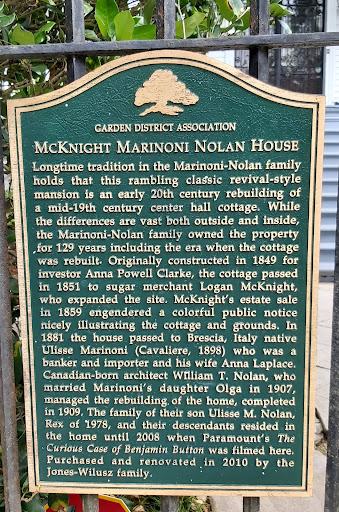 GARDEN DISTRICT ASSOCIATION
MCKNIGHT MARINONI NOLAN HOUSE
Longtime tradition in the Marinoni-Nolan family
holds that this rambling classic revival-style
mansion is an early 20th century rebuilding of
a mid-19th century center hall cottage. While
the differences are vast both outside and inside,
the Marinoni-Nolan family owned the property
for 129 years including the era when the cottage
was rebuilt. Originally constructed in 1849 for
investor Anna Powell Clarke, the cottage passed
in 1851 to sugar merchant Logan McKnight,
who expanded the site. McKnight's estate sale
in 1859 engendered a colorful public notice
nicely illustrating the cottage and grounds. In
1881 the house passed to Brescia, Italy native
Ulisse Marinoni (Cavaliere, 1898) who was a
banker and importer and his wife Anna Laplace.
Canadian-born architect William T. Nolan, who
married Marinoni's daughter Olga in 1907,
managed the rebuilding of the home, completed
in 1909. The family of their son Ulisse M. Nolan,
Rex of 1978, and their descendants resided in
the home until 2008 when Paramount's The
Curious Case of Benjamin Button was filmed here.
Purchased and renovated in 2010 by the
Jones-Wilusz family.